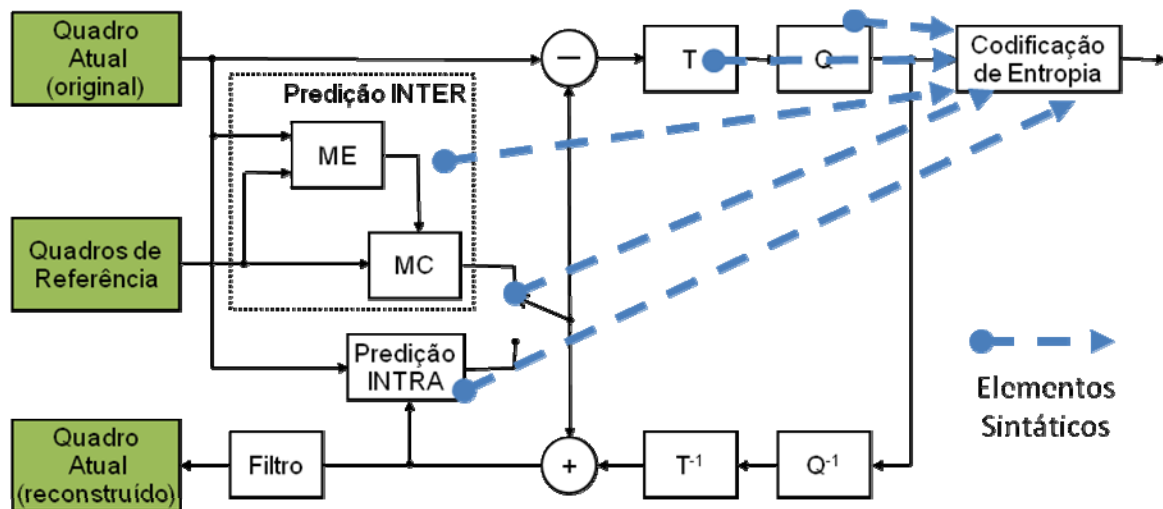 Quadro
Atual
(original)
T
Q
Codificação
de Entropia
Predição INTER
ME
Quadros de
Referência
MC
Predição
INTRA
Elementos
Sintáticos
Quadro
Atual
(reconstruído)
Filtro
+
T-1
Q-1